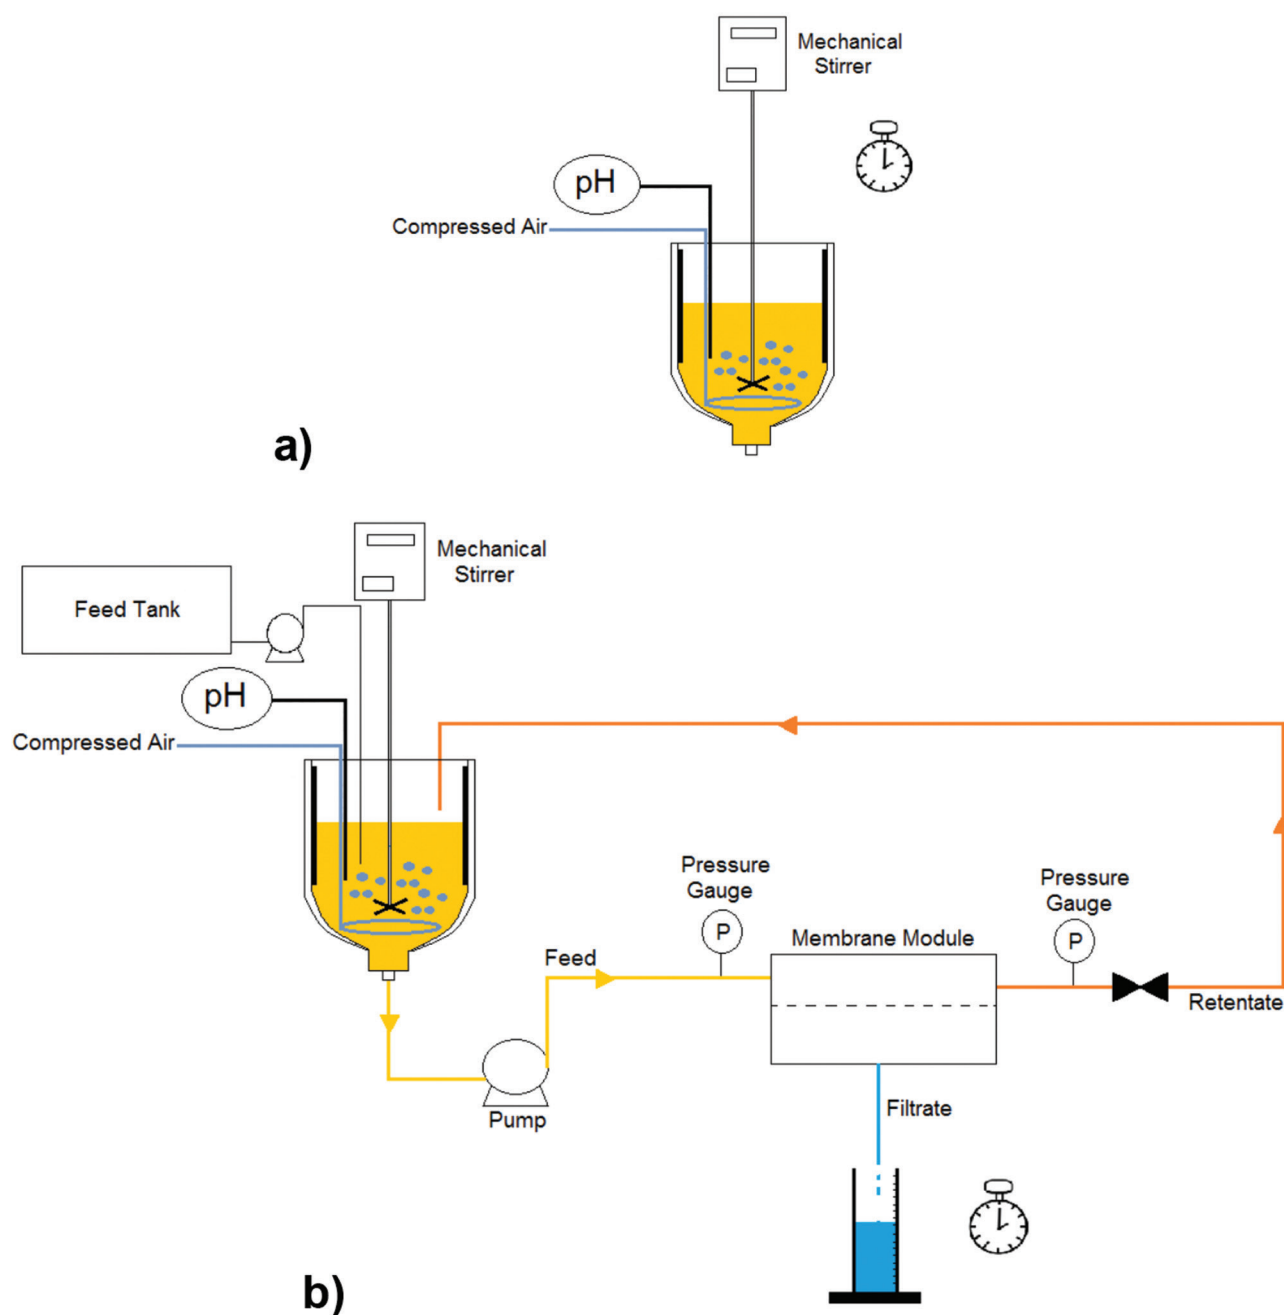 Mechanical
Stirrer
pH
Compressed Air
a)
Mechanical
Stirrer
Feed Tank
pH
Compressed Air
Pressure
Gauge
Pressure
Gauge
P
P
Membrane Module
Feed
Retentate
Pump
Filtrate
b)